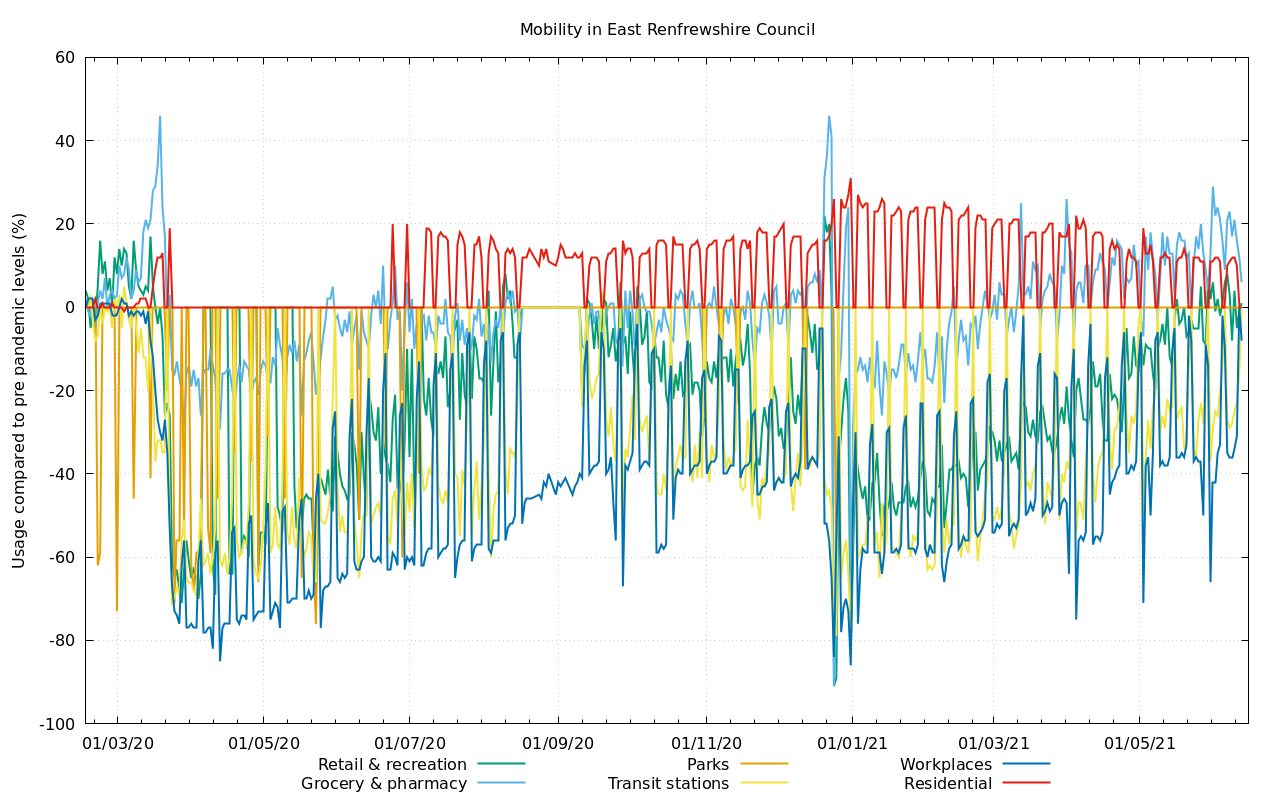 Mobility in East Renfrewshire Council
Usage compared to pre pandemic levels (%)
60
40
20
0
-20
-40
-60
-80
-100
01/03/20 01/05/20 01/07/20 01/09/20 01/11/20 01/01/21 01/03/21 01/05/21
Retail & recreation Parks Workplaces
Grocery & pharmacy Transit stations Residential